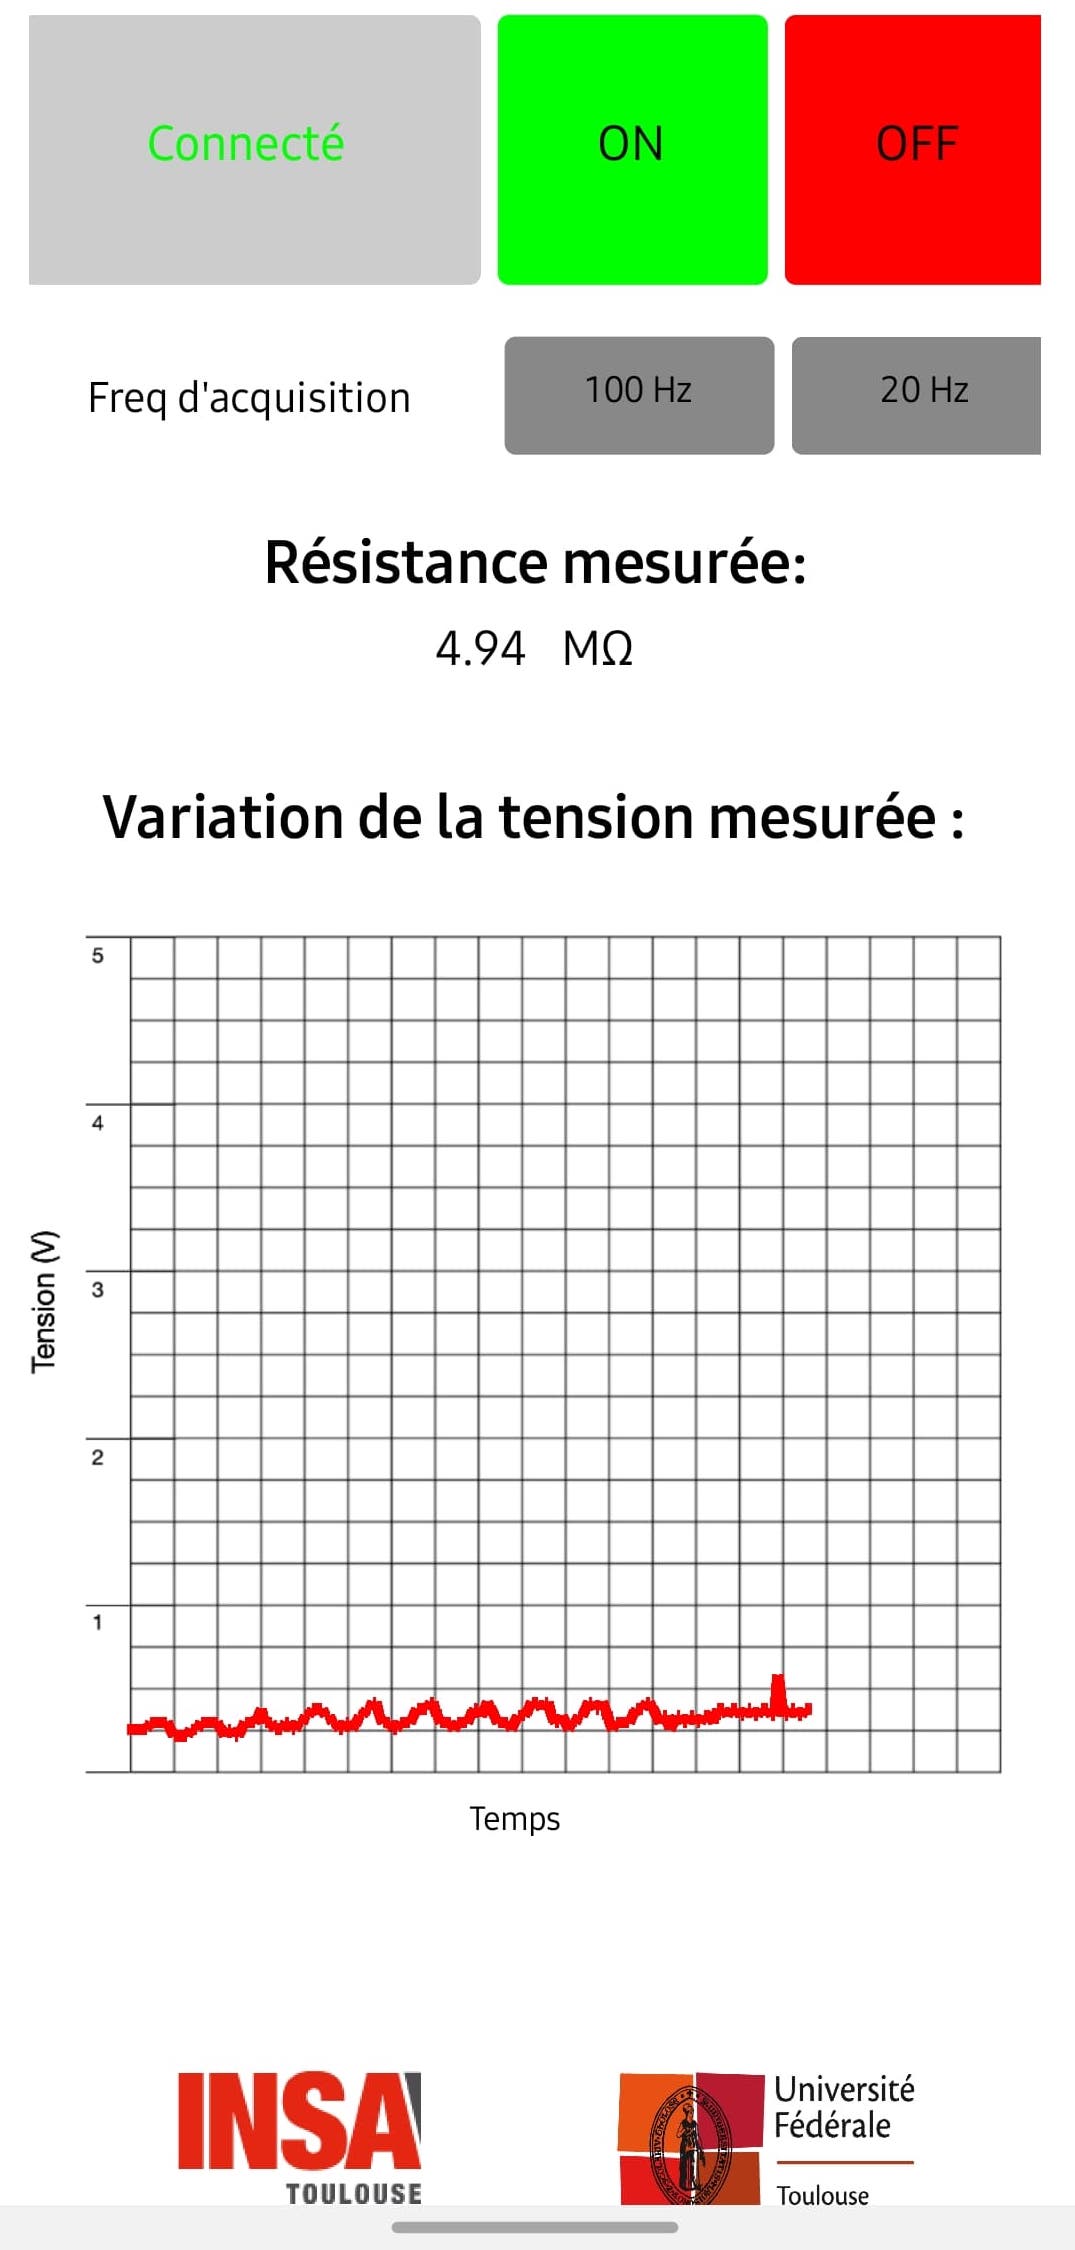 Connecté ON OFF
Freq d'acquisition 100 Hz 20 Hz
Résistance mesurée:
4.94 MΩ
Variation de la tension mesurée :
5
4
3
2
1
Tension (V)
Temps
INSA
TOULOUSE
Université
Fédérale
Toulouse